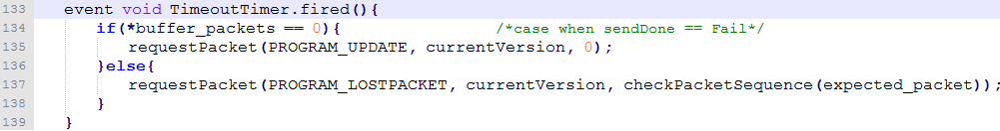 133 event void TimeoutTimer.fired(){
134 if(*buffer_packets == 0){ /*case when sendDone == Fail*/
135 requestPacket(PROGRAM_UPDATE, currentVersion, 0);
136 }else{
137 requestPacket(PROGRAM_LOSTPACKET, currentVersion, checkPacketSequence(expected_packet));
138 }
139 }